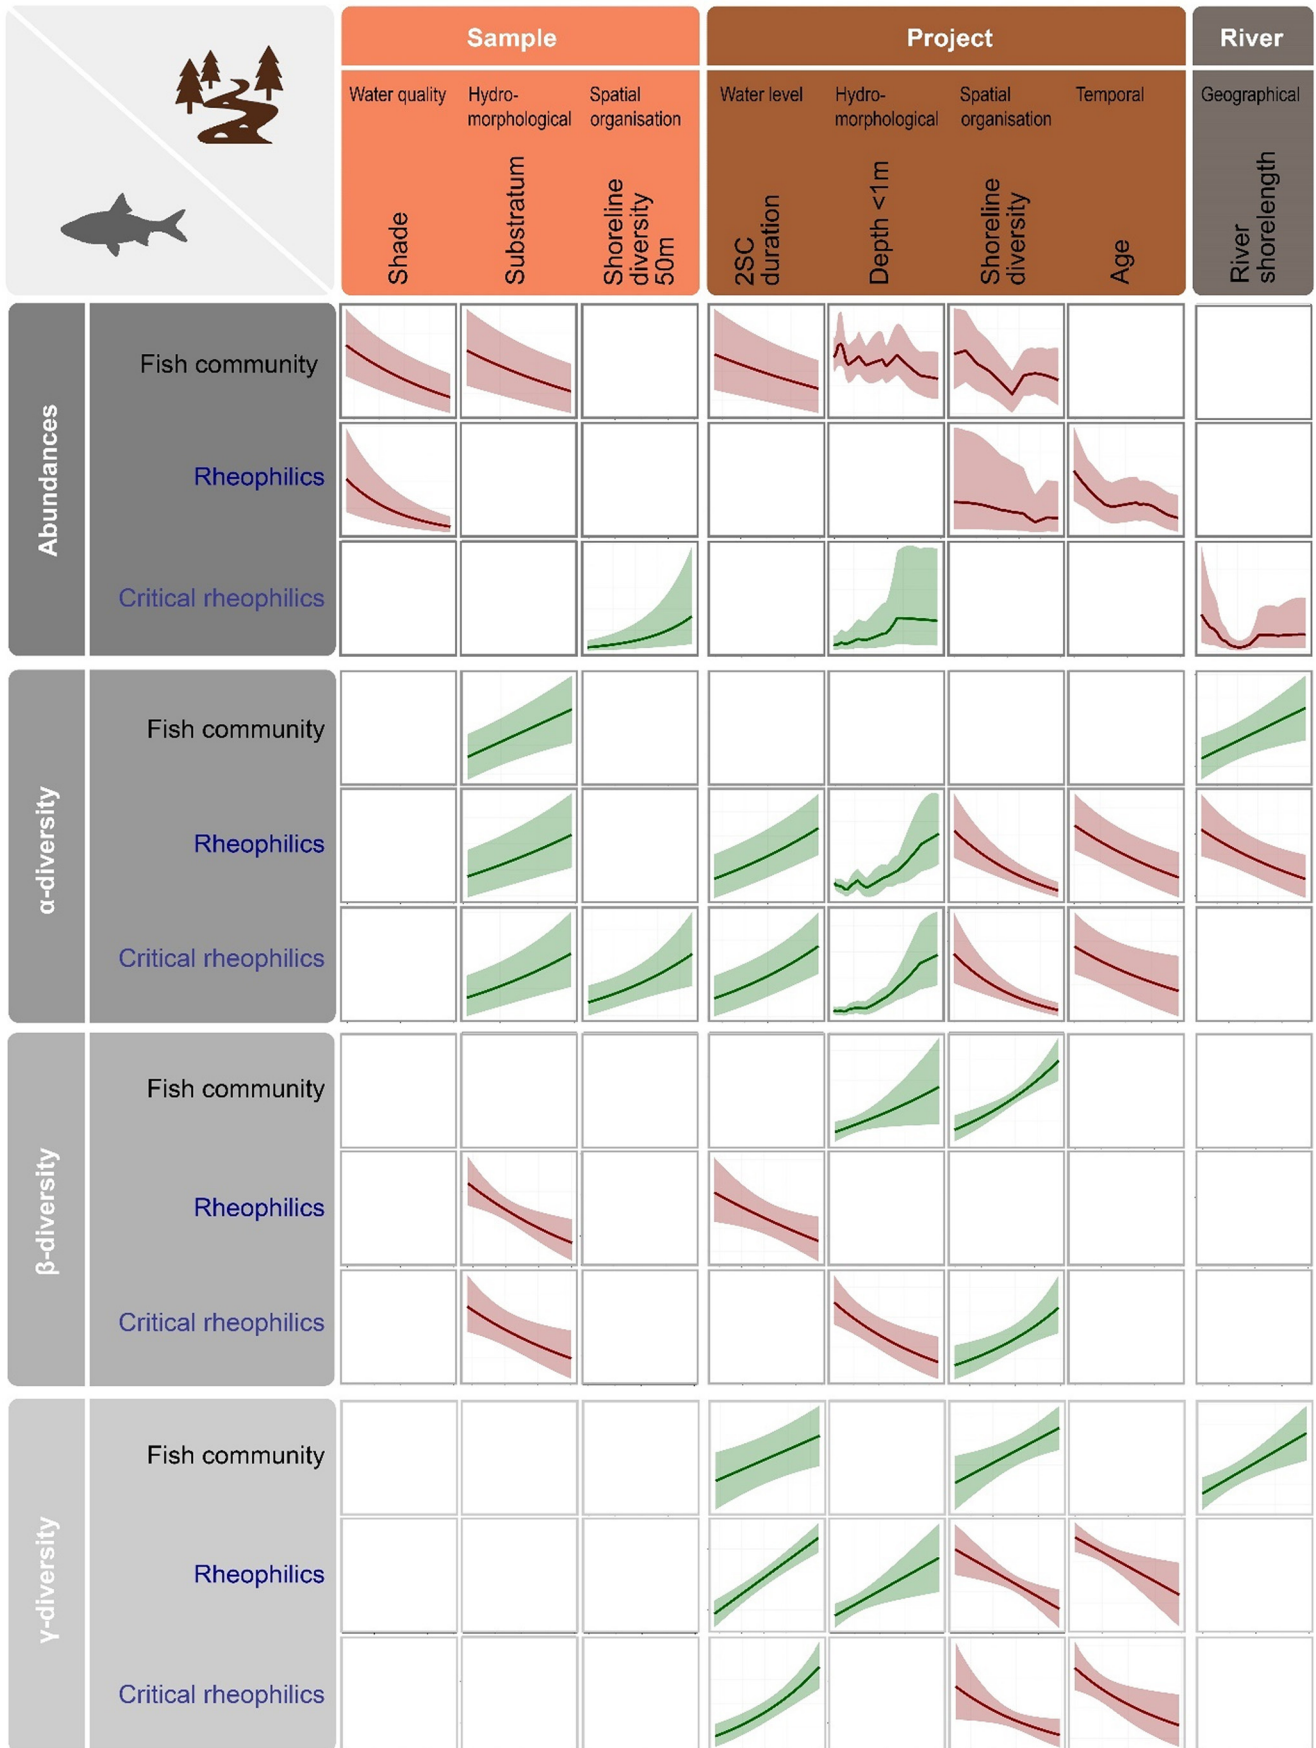 Sample
Project
River
Water quality
Hydro-
morphological
Spatial
organisation
Water level
Hydro-
morphological
Spatial
organisation
Temporal
Geographical
Shade
Substratum
Shoreline
diversity
50m
2SC
duration
Depth <1m
Shoreline
diversity
Age
River
shorelength
Abundances
Fish community
Rheophilics
Critical rheophilics
α-diversity
Fish community
Rheophilics
Critical rheophilics
β-diversity
Fish community
Rheophilics
Critical rheophilics
γ-diversity
Fish community
Rheophilics
Critical rheophilics